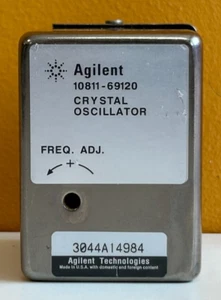 Agilent
10811-69120
CRYSTAL
OSCILLATOR
FREQ. ADJ.
+
3044A14984
Agilent Technologies
Made in U.S.A. with domestic and foreign content